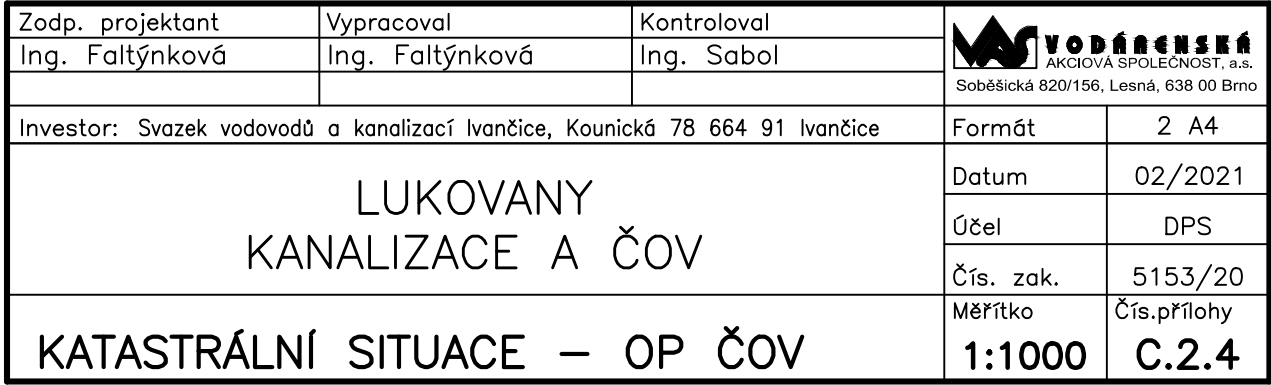 Zodp. projektant Vypracoval Kontroloval
Ing. Faltýnková Ing. Faltýnková Ing. Sabol
VAS VODÁRENSKÁ
AKCIOVÁ SPOLEČNOST, a.s.
Soběšická 820/156, Lesná, 638 00 Brno
Investor: Svazek vodovodů a kanalizací Ivančice, Kounická 78 664 91 Ivančice
Formát 2 A4
LUKOVANY
KANALIZACE A ČOV
Datum 02/2021
Účel DPS
Čís. zak. 5153/20
KATASTRÁLNÍ SITUACE – OP ČOV
Měřítko Čís.přílohy
1:1000 C.2.4